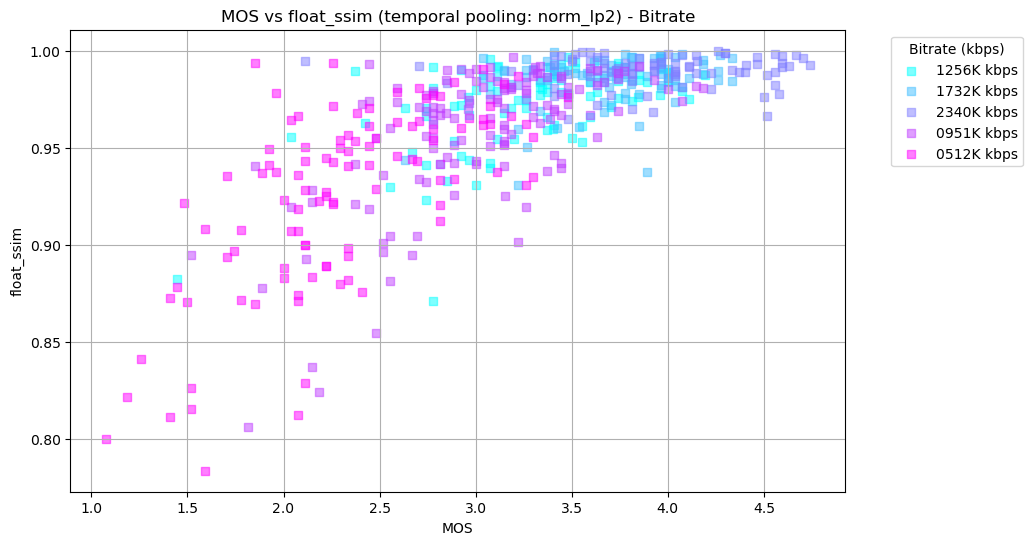 MOS vs float_ssim (temporal pooling: norm_lp2) - Bitrate
Bitrate (kbps)
1256K kbps
1732K kbps
2340K kbps
0951K kbps
0512K kbps
float_ssim
1.00
0.95
0.90
0.85
0.80
1.0 1.5 2.0 2.5 3.0 3.5 4.0 4.5
MOS